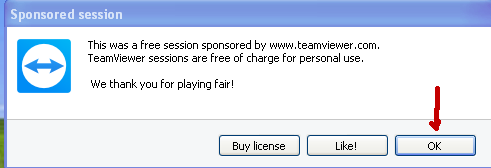 Sponsored session
This was a free session sponsored by www.teamviewer.com.
TeamViewer sessions are free of charge for personal use.
We thank you for playing fair!
Buy license
Like!
OK